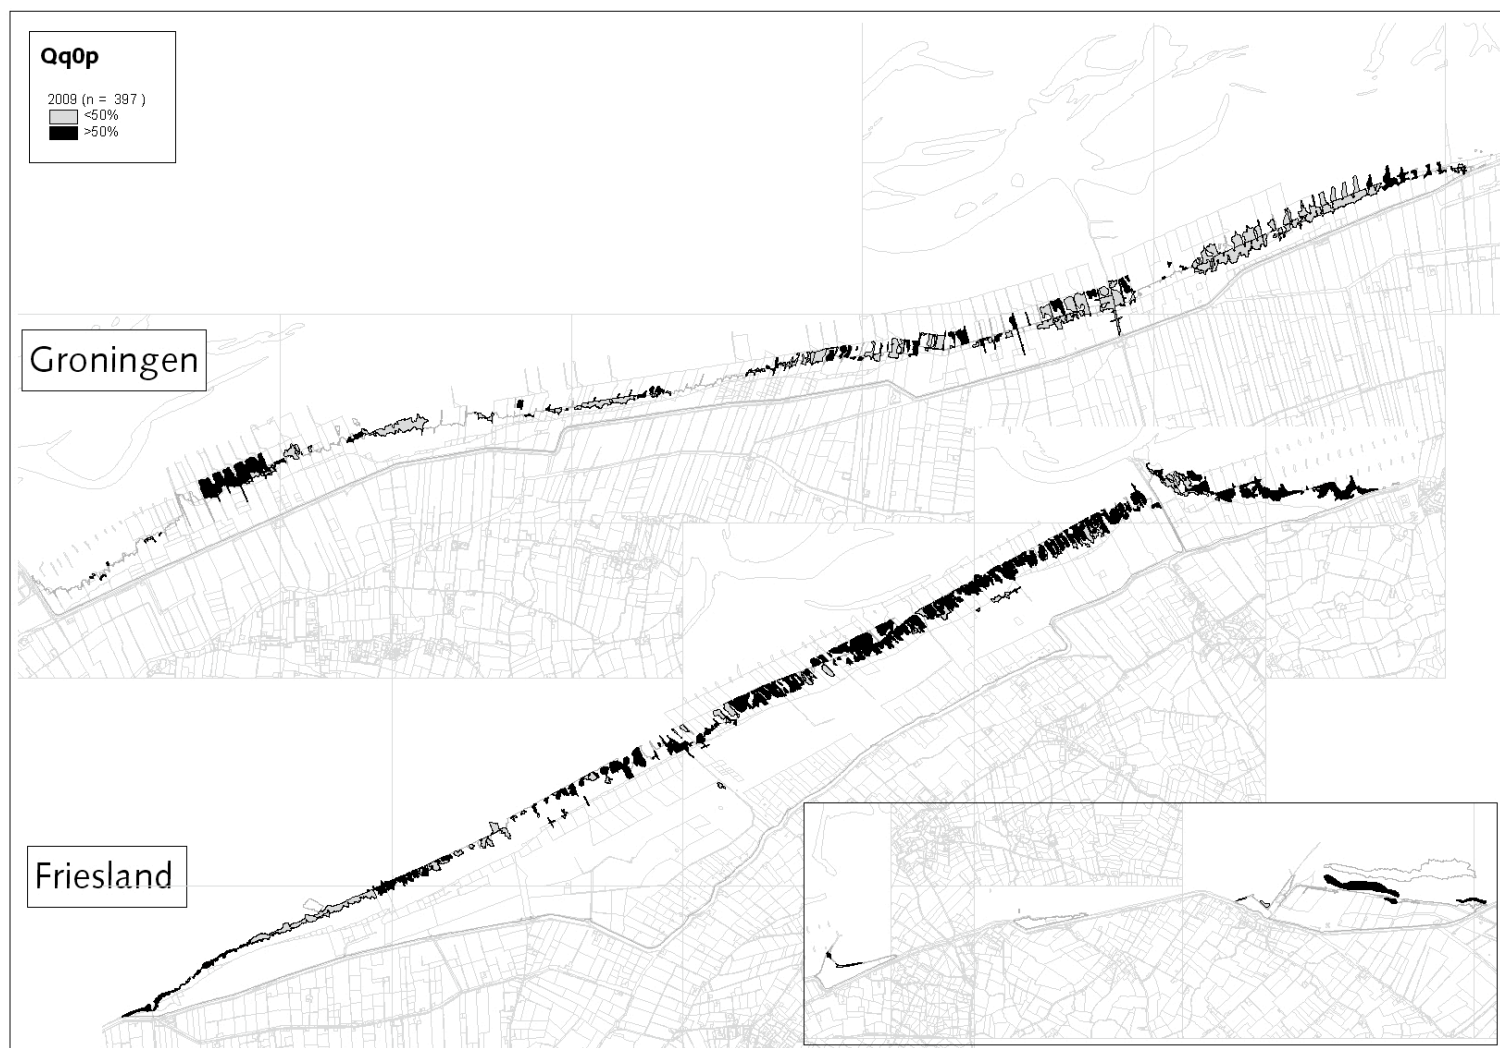 Qq0p
2009 (n = 397 )
<50%
>50%
Groningen
Friesland